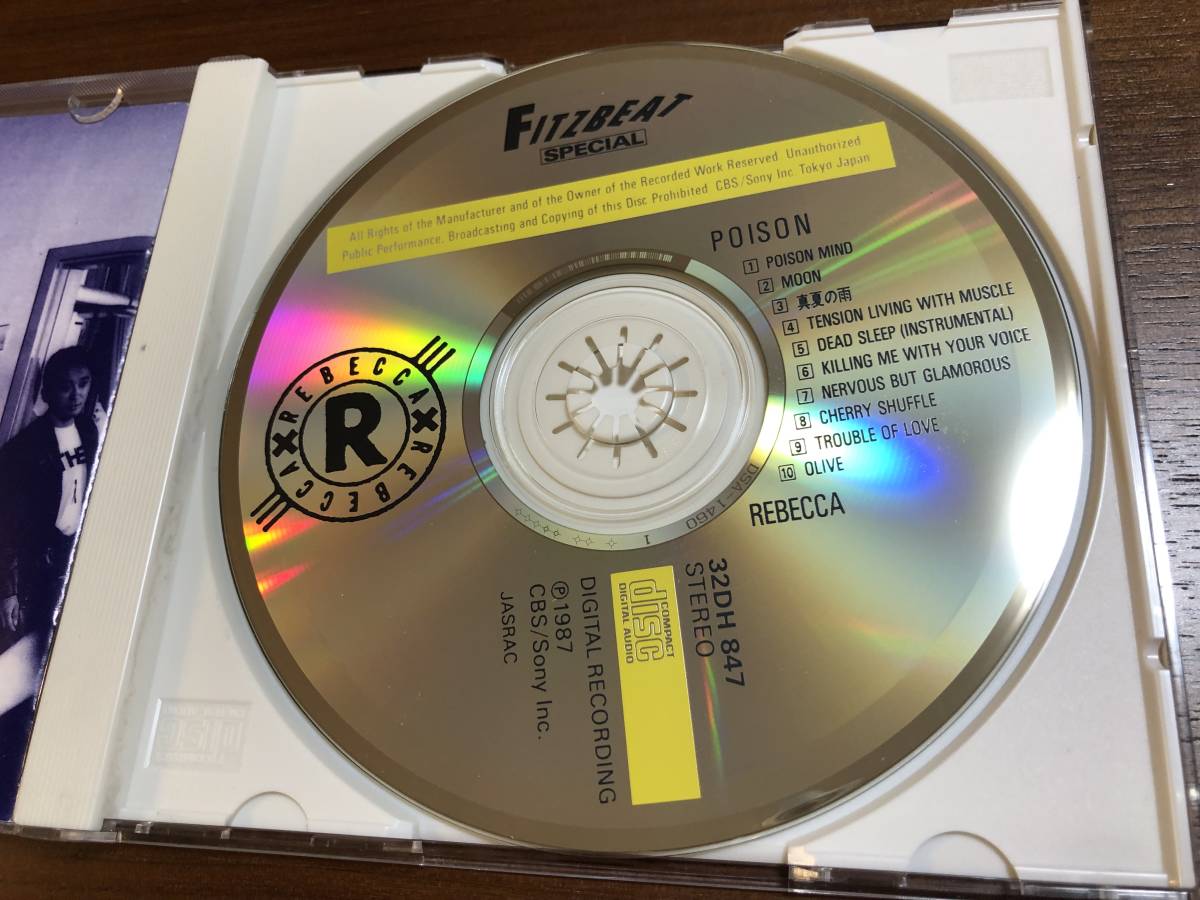 FITZBEAT
SPECIAL
All Rights of the Manufacturer and of the Owner of the Recorded Work Reserved Unauthorized
Public Performance, Broadcasting and Copying of this Disc Prohibited CBS/Sony Inc Tokyo Japan
POISON
1 POISON MIND
2 MOON
3 真夏の雨
4 TENSION LIVING WITH MUSCLE
5 DEAD SLEEP (INSTRUMENTAL)
6 KILLING ME WITH YOUR VOICE
7 NERVOUS BUT GLAMOROUS
8 CHERRY SHUFFLE
9 TROUBLE OF LOVE
10 OLIVE
REBECCA
REBECCA
REBECCA
R
DSA-1460 1
32DH 847
STEREO
COMPACT
disc
DIGITAL AUDIO
DIGITAL RECORDING
Ⓟ1987
CBS/Sony Inc.
JASRAC
THE